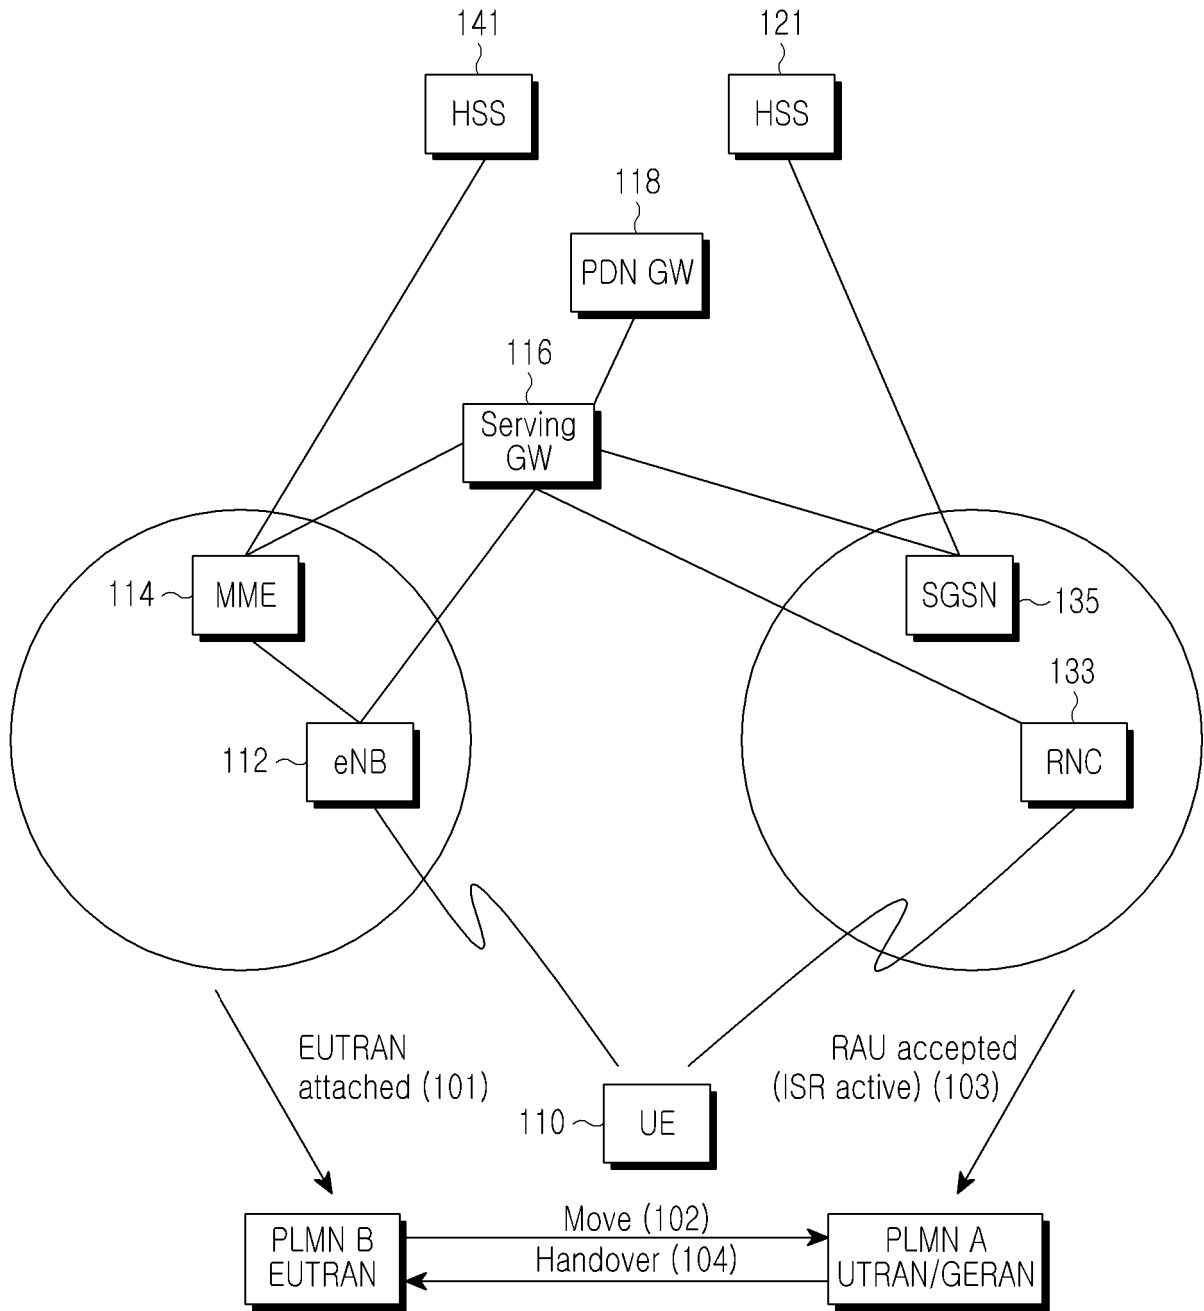 141
121
HSS
HSS
118
PDN GW
116
Serving
GW
114
MME
SGSN
135
133
112
eNB
RNC
EUTRAN
attached (101)
RAU accepted
(ISR active) (103)
110
UE
PLMN B
EUTRAN
Move (102)
Handover (104)
PLMN A
UTRAN/GERAN